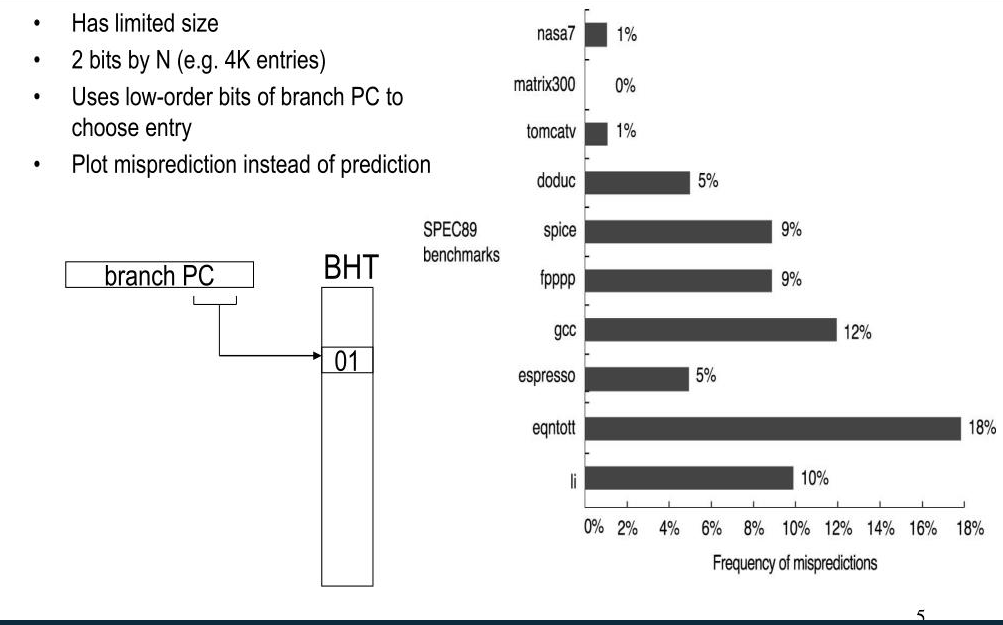 • Has limited size
• 2 bits by N (e.g. 4K entries)
• Uses low-order bits of branch PC to
choose entry
• Plot misprediction instead of prediction
branch PC
BHT
01
SPEC89
benchmarks
nasa7 1%
matrix300 0%
tomcatv 1%
doduc 5%
spice 9%
fpppp 9%
gcc 12%
espresso 5%
eqntott 18%
li 10%
0% 2% 4% 6% 8% 10% 12% 14% 16% 18%
Frequency of mispredictions
5